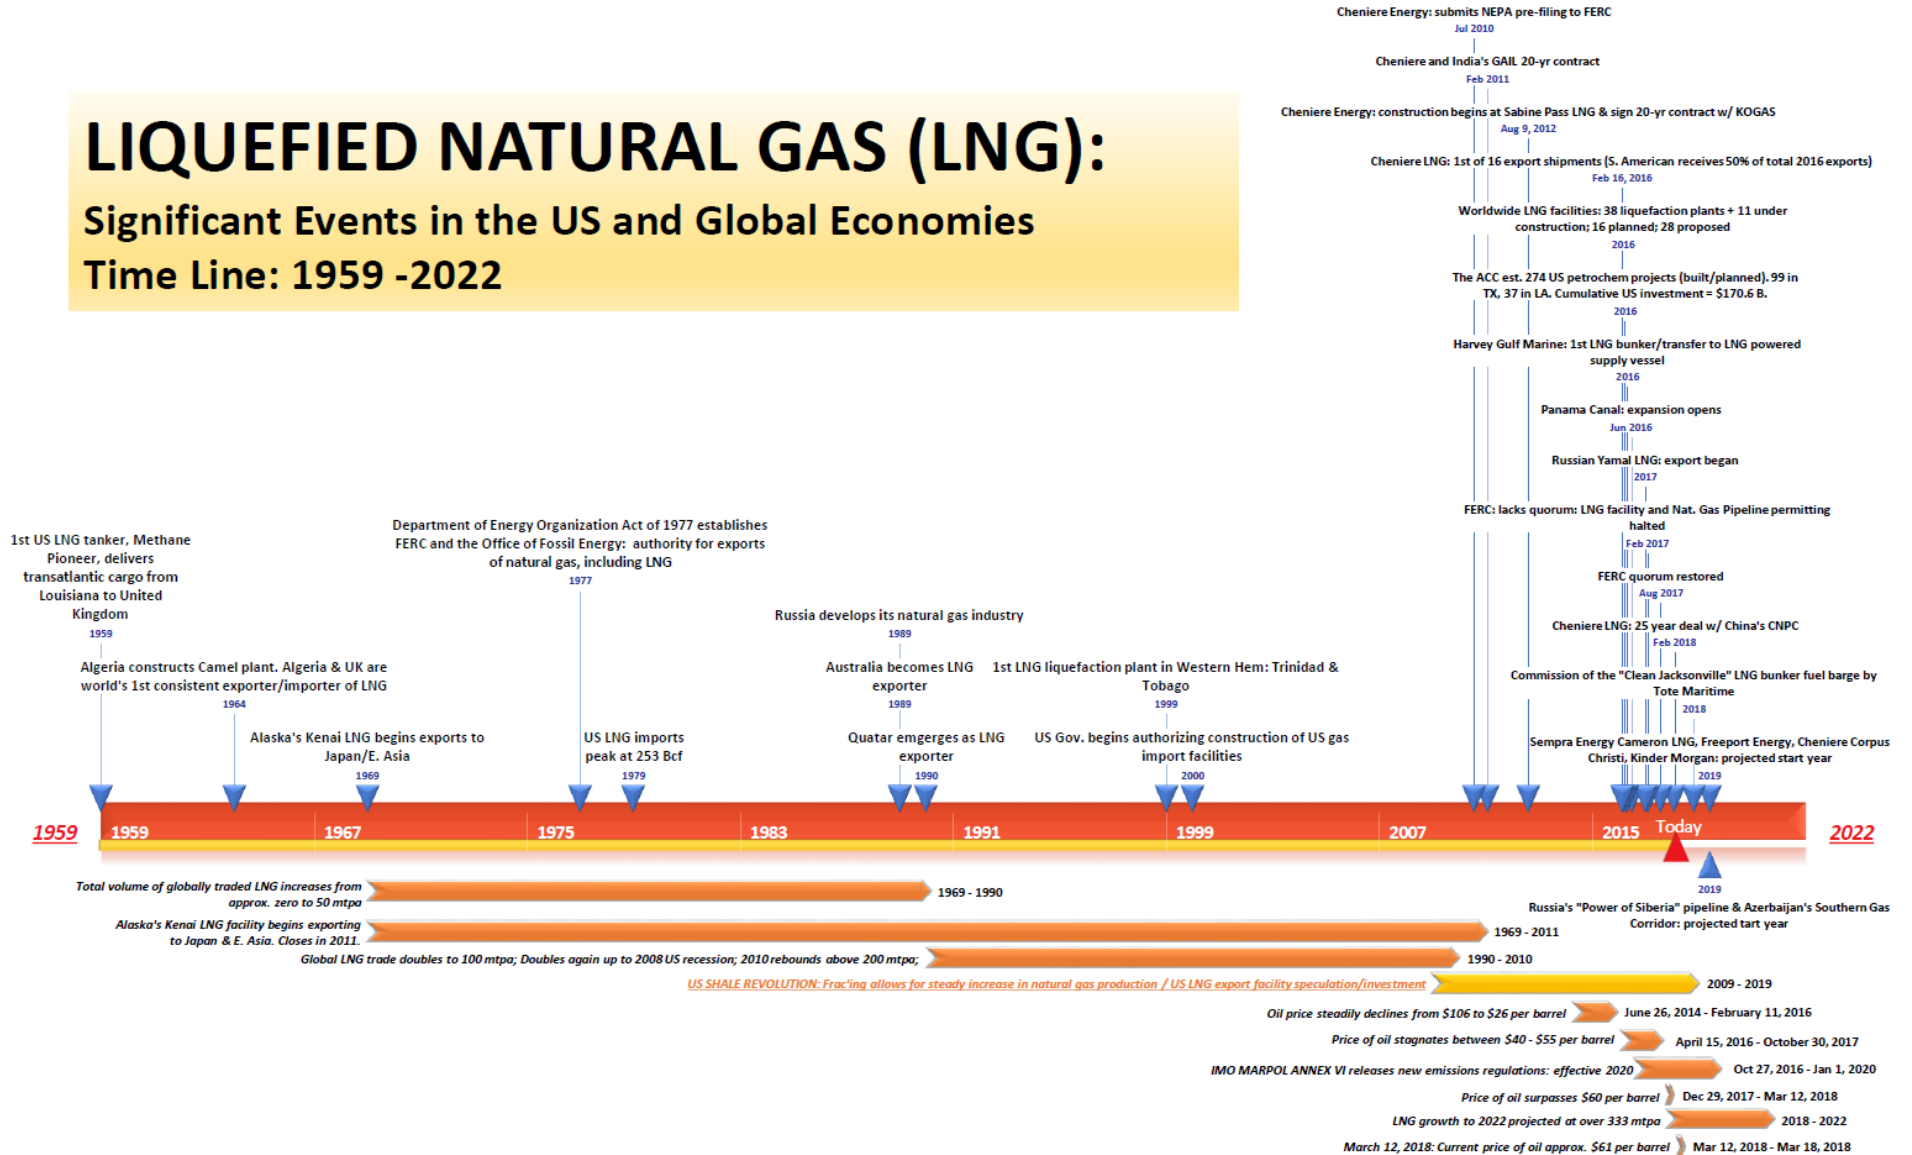 LIQUEFIED NATURAL GAS (LNG):
Significant Events in the US and Global Economies
Time Line: 1959 -2022
Cheniere Energy: submits NEPA pre-filing to FERC
Jul 2010
Cheniere and India's GAIL 20-yr contract
Feb 2011
Cheniere Energy: construction begins at Sabine Pass LNG & sign 20-yr contract w/ KOGAS
Aug 9, 2012
Cheniere LNG: 1st of 16 export shipments (S. American receives 50% of total 2016 exports)
Feb 16, 2016
Worldwide LNG facilities: 38 liquefaction plants + 11 under
construction; 16 planned; 28 proposed
2016
The ACC est. 274 US petrochem projects (built/planned). 99 in
TX, 37 in LA. Cumulative US investment = $170.6 B.
2016
Harvey Gulf Marine: 1st LNG bunker/transfer to LNG powered
supply vessel
2016
Panama Canal: expansion opens
Jun 2016
Russian Yamal LNG: export began
2017
FERC: lacks quorum: LNG facility and Nat. Gas Pipeline permitting
halted
Feb 2017
FERC quorum restored
Aug 2017
Cheniere LNG: 25 year deal w/ China's CNPC
Feb 2018
Commission of the "Clean Jacksonville" LNG bunker fuel barge by
Tote Maritime
2018
Sempra Energy Cameron LNG, Freeport Energy, Cheniere Corpus
Christi, Kinder Morgan: projected start year
2019
1st US LNG tanker, Methane
Pioneer, delivers
transatlantic cargo from
Louisiana to United
Kingdom
1959
Algeria constructs Camel plant. Algeria & UK are
world's 1st consistent exporter/importer of LNG
1964
Alaska's Kenai LNG begins exports to
Japan/E. Asia
1969
Department of Energy Organization Act of 1977 establishes
FERC and the Office of Fossil Energy: authority for exports
of natural gas, including LNG
1977
US LNG imports
peak at 253 Bcf
1979
Russia develops its natural gas industry
1989
Australia becomes LNG
exporter
1989
Quatar emgerges as LNG
exporter
1990
1st LNG liquefaction plant in Western Hem: Trinidad &
Tobago
1999
US Gov. begins authorizing construction of US gas
import facilities
2000
1959
1959
1967
1975
1983
1991
1999
2007
2015
Today
2022
2019
Russia's "Power of Siberia" pipeline & Azerbaijan's Southern Gas
Corridor: projected tart year
Total volume of globally traded LNG increases from
approx. zero to 50 mtpa
1969 - 1990
Alaska's Kenai LNG facility begins exporting
to Japan & E. Asia. Closes in 2011.
1969 - 2011
Global LNG trade doubles to 100 mtpa; Doubles again up to 2008 US recession; 2010 rebounds above 200 mtpa;
1990 - 2010
US SHALE REVOLUTION: Frac'ing allows for steady increase in natural gas production / US LNG export facility speculation/investment
2009 - 2019
Oil price steadily declines from $106 to $26 per barrel
June 26, 2014 - February 11, 2016
Price of oil stagnates between $40 - $55 per barrel
April 15, 2016 - October 30, 2017
IMO MARPOL ANNEX VI releases new emissions regulations: effective 2020
Oct 27, 2016 - Jan 1, 2020
Price of oil surpasses $60 per barrel
Dec 29, 2017 - Mar 12, 2018
LNG growth to 2022 projected at over 333 mtpa
2018 - 2022
March 12, 2018: Current price of oil approx. $61 per barrel
Mar 12, 2018 - Mar 18, 2018